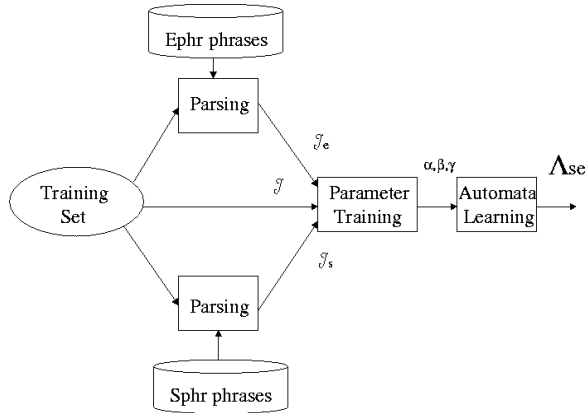 Ephr phrases
Parsing
𝒥e
α,β,γ
Λse
Training
Set
𝒥
Parameter
Training
Automata
Learning
𝒥s
Parsing
Sphr phrases